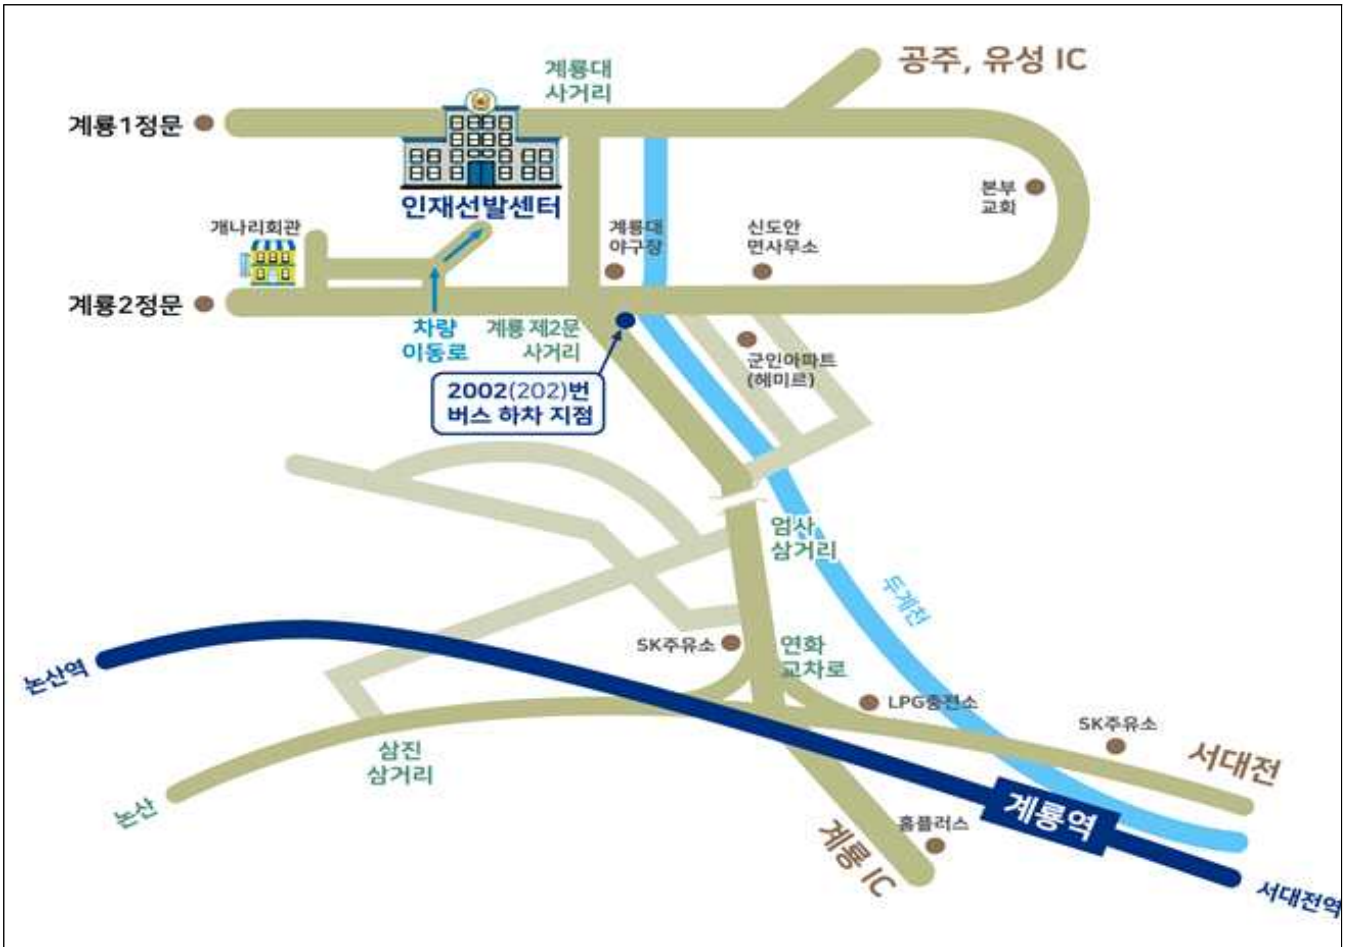 공주, 유성 IC
계룡대
사거리
계룡1정문
본부
교회
인재선발센터
개나리회관
계룡대
야구장
신도안
면사무소
계룡2정문
차량
이동로
계룡 제2문
사거리
군인아파트
(헤미르)
2002(202)번
버스 하차 지점
엄사
삼거리
두계천
SK주유소
연화
교차로
논산역
LPG충전소
SK주유소
서대전
삼진
삼거리
논산
계룡역
홈플러스
계룡 IC
서대전역